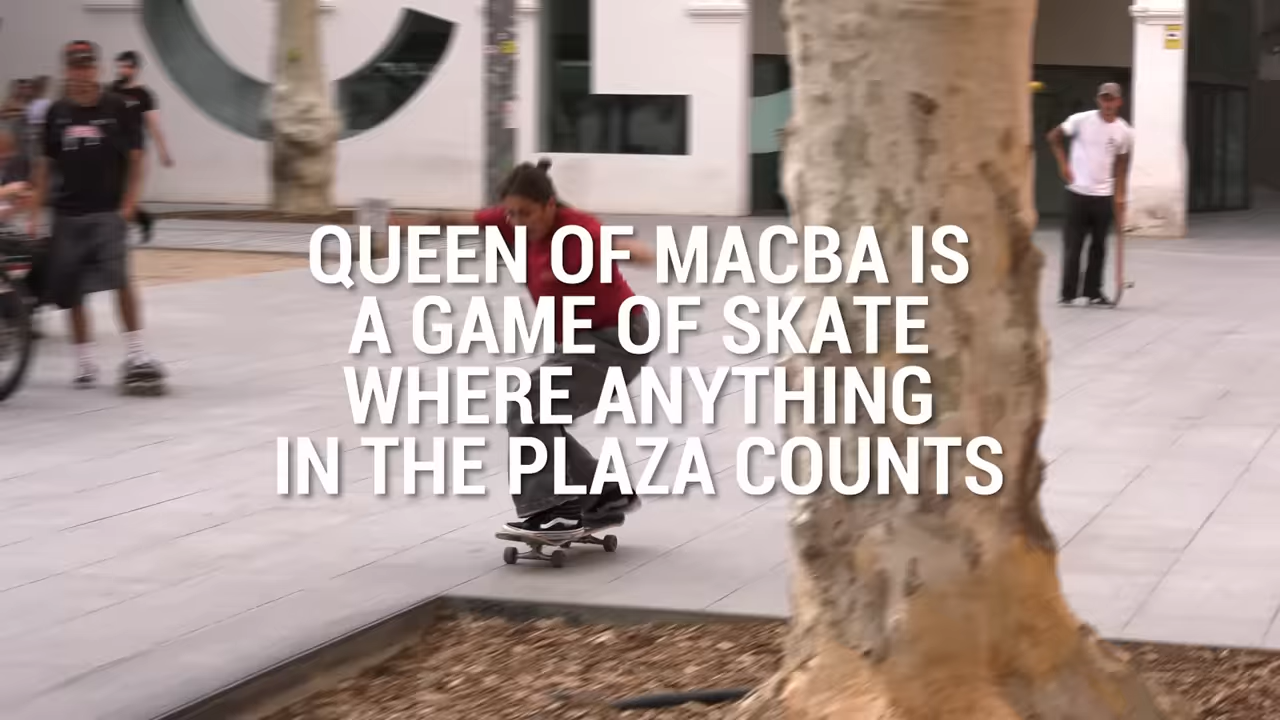 QUEEN OF MACBA IS
A GAME OF SKATE
WHERE ANYTHING
IN THE PLAZA COUNTS